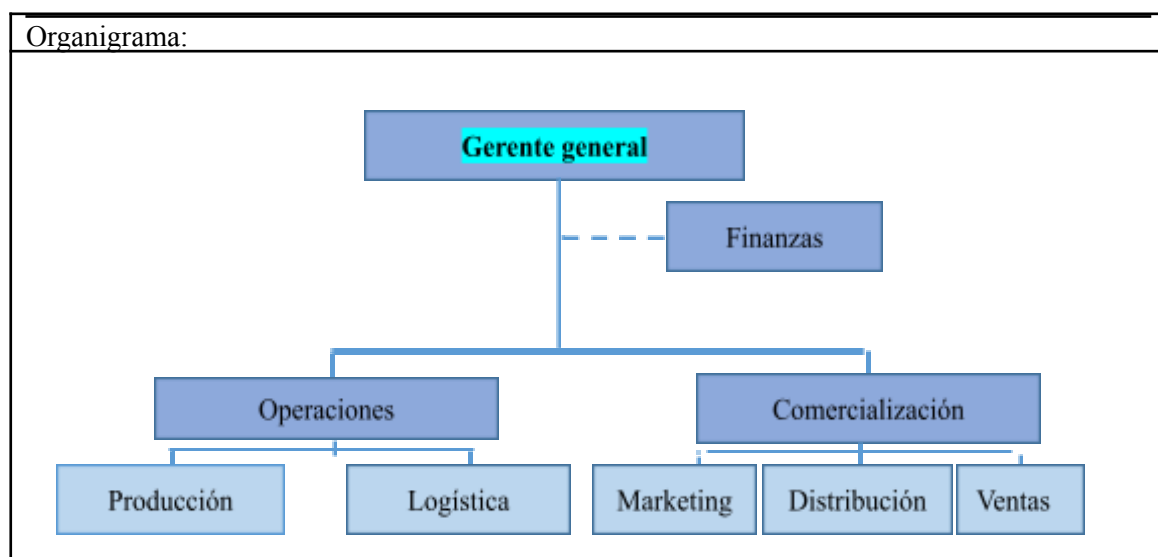 Organigrama:
Gerente general
Finanzas
Operaciones
Comercialización
Producción
Logística
Marketing
Distribución
Ventas